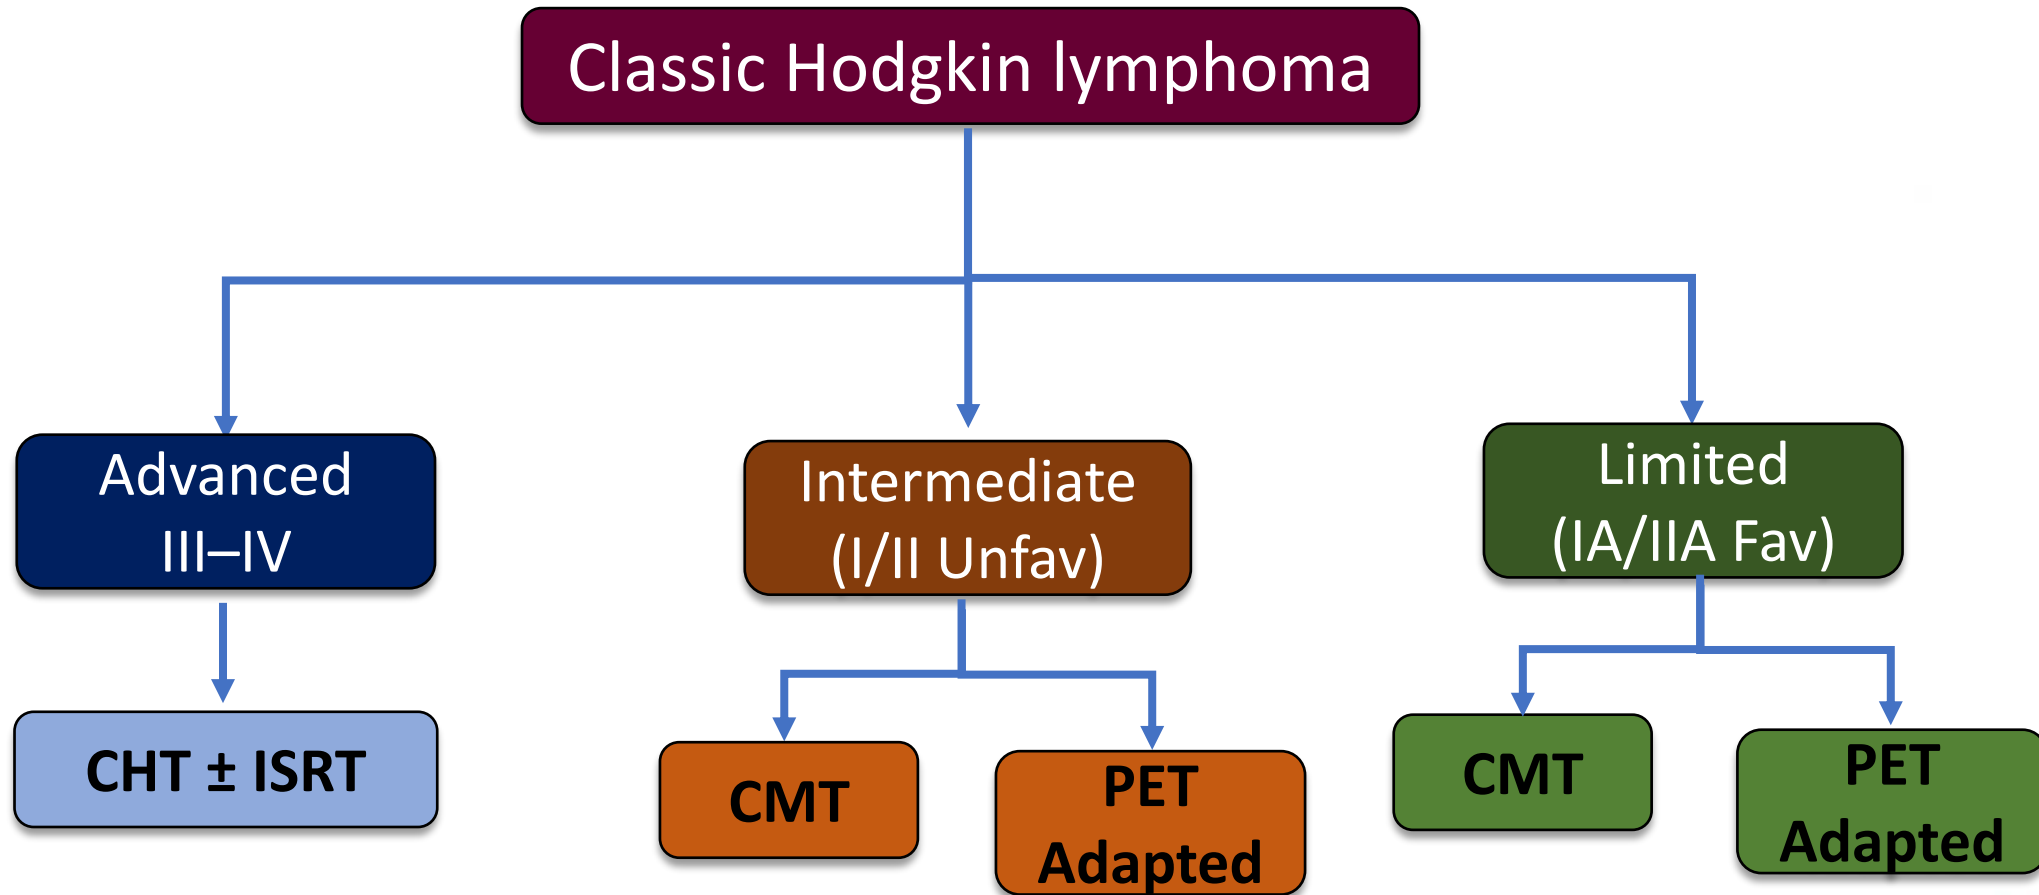 Classic Hodgkin lymphoma
Advanced
III–IV
Intermediate
(I/II Unfav)
Limited
(IA/IIA Fav)
CHT ± ISRT
CMT
PET
Adapted
CMT
PET
Adapted